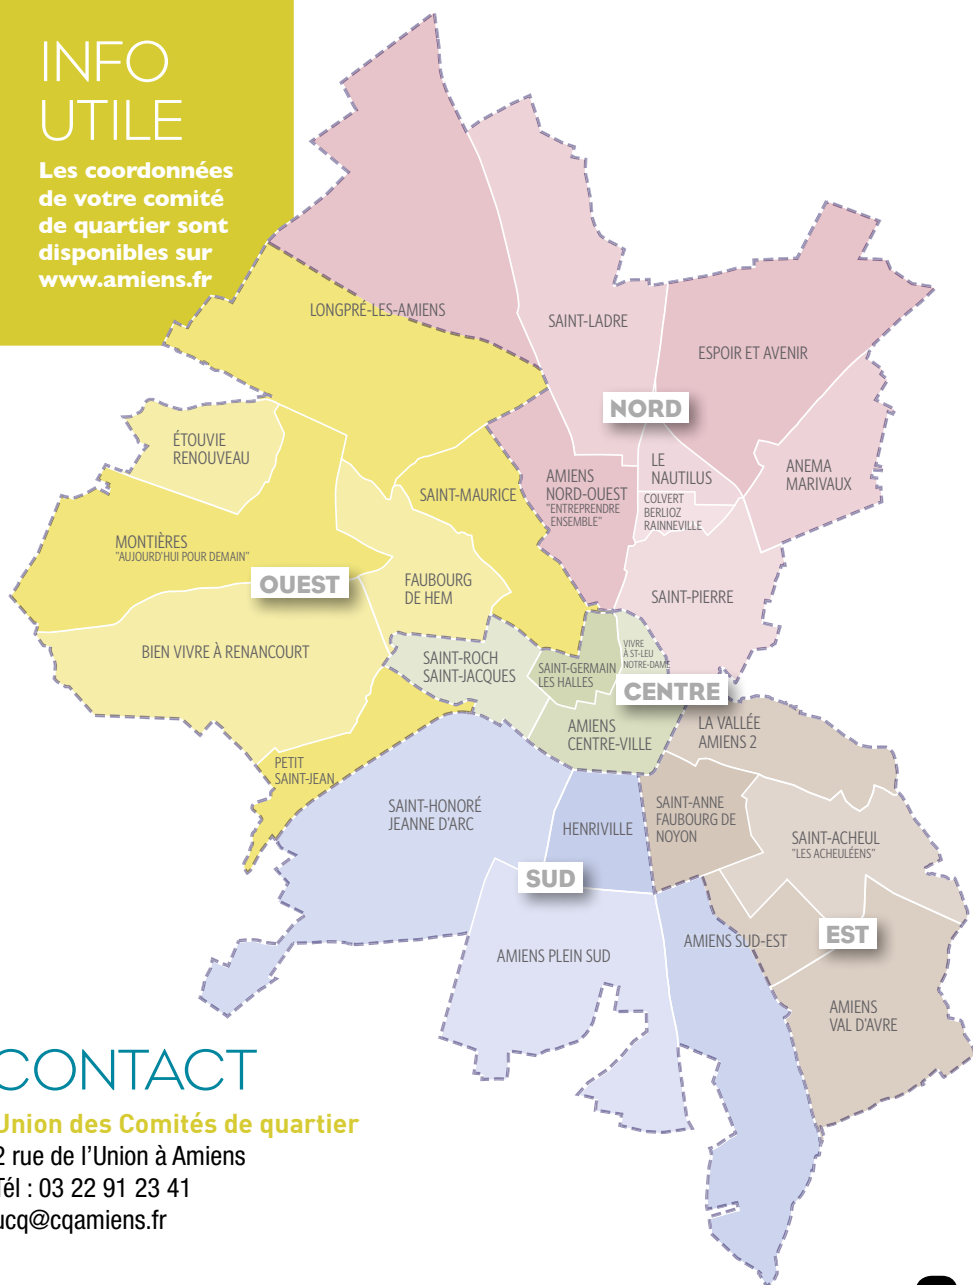 INFO
UTILE
Les coordonnées
de votre comité
de quartier sont
disponibles sur
www.amiens.fr
LONGPRÉ-LES-AMIENS
SAINT-LADRE
ESPOIR ET AVENIR
NORD
ÉTOUVIE
RENOUVEAU
SAINT-MAURICE
AMIENS
NORD-OUEST
"ENTREPRENDRE
ENSEMBLE"
LE
NAUTILUS
COLVERT
BERLIOZ
RAINNEVILLE
ANEMA
MARIVAUX
MONTIÈRES
"AUJOURD'HUI POUR DEMAIN"
OUEST
FAUBOURG
DE HEM
SAINT-PIERRE
BIEN VIVRE À RENANCOURT
SAINT-ROCH
SAINT-JACQUES
SAINT-GERMAIN
LES HALLES
VIVRE
À ST-LEU
NOTRE-DAME
CENTRE
AMIENS
CENTRE-VILLE
LA VALLÉE
AMIENS 2
PETIT
SAINT-JEAN
SAINT-HONORÉ
JEANNE D'ARC
HENRIVILLE
SAINT-ANNE
FAUBOURG DE
NOYON
SAINT-ACHEUL
"LES ACHEULÉENS"
SUD
AMIENS PLEIN SUD
AMIENS SUD-EST
EST
AMIENS
VAL D'AVRE
CONTACT
Union des Comités de quartier
2 rue de l'Union à Amiens
Tél : 03 22 91 23 41
ucq@cqamiens.fr